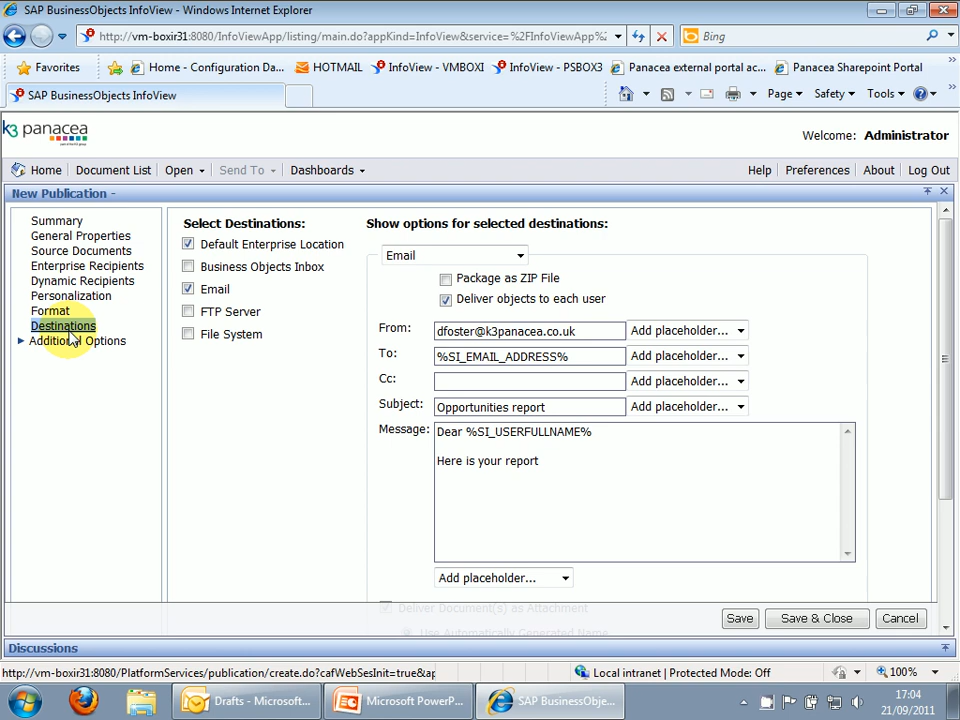 SAP BusinessObjects InfoView - Windows Internet Explorer
http://vm-boxir31:8080/InfoViewApp/listing/main.do?appKind=InfoView&service=%2FInfoViewApp%2
Bing
Favorites
Home - Configuration Da...
HOTMAIL
InfoView - VMBOXI
InfoView - PSBOX3
Panacea external portal ac...
Panacea Sharepoint Portal
SAP BusinessObjects InfoView
Page
Safety
Tools
k3 panacea
Welcome: Administrator
Home
Document List
Open
Send To
Dashboards
Help
Preferences
About
Log Out
New Publication -
Summary
General Properties
Source Documents
Enterprise Recipients
Dynamic Recipients
Personalization
Format
Destinations
Additional Options
Select Destinations:
Default Enterprise Location
Business Objects Inbox
Email
FTP Server
File System
Show options for selected destinations:
Email
Package as ZIP File
Deliver objects to each user
From: dfoster@k3panacea.co.uk Add placeholder...
To: %SI_EMAIL_ADDRESS% Add placeholder...
Cc: Add placeholder...
Subject: Opportunities report Add placeholder...
Message: Dear %SI_USERFULLNAME%
Here is your report
Add placeholder...
Deliver Document(s) as Attachment
Use Automatically Generated Name
Save
Save & Close
Cancel
Discussions
http://vm-boxir31:8080/PlatformServices/publication/create.do?cafWebSesInit=true&ap
Local intranet | Protected Mode: Off
100%
Drafts - Microsoft...
Microsoft PowerP...
SAP BusinessObje...
17:04
21/09/2011